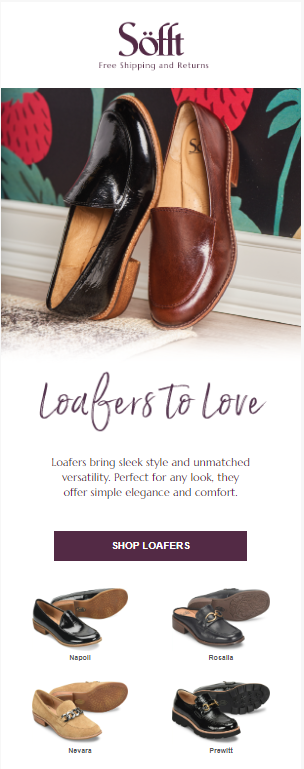 Söfft
Free Shipping and Returns
Loafers to Love
Loafers bring sleek style and unmatched
versatility. Perfect for any look, they
offer simple elegance and comfort.
SHOP LOAFERS
Napoli
Rosalia
Nevara
Prewitt